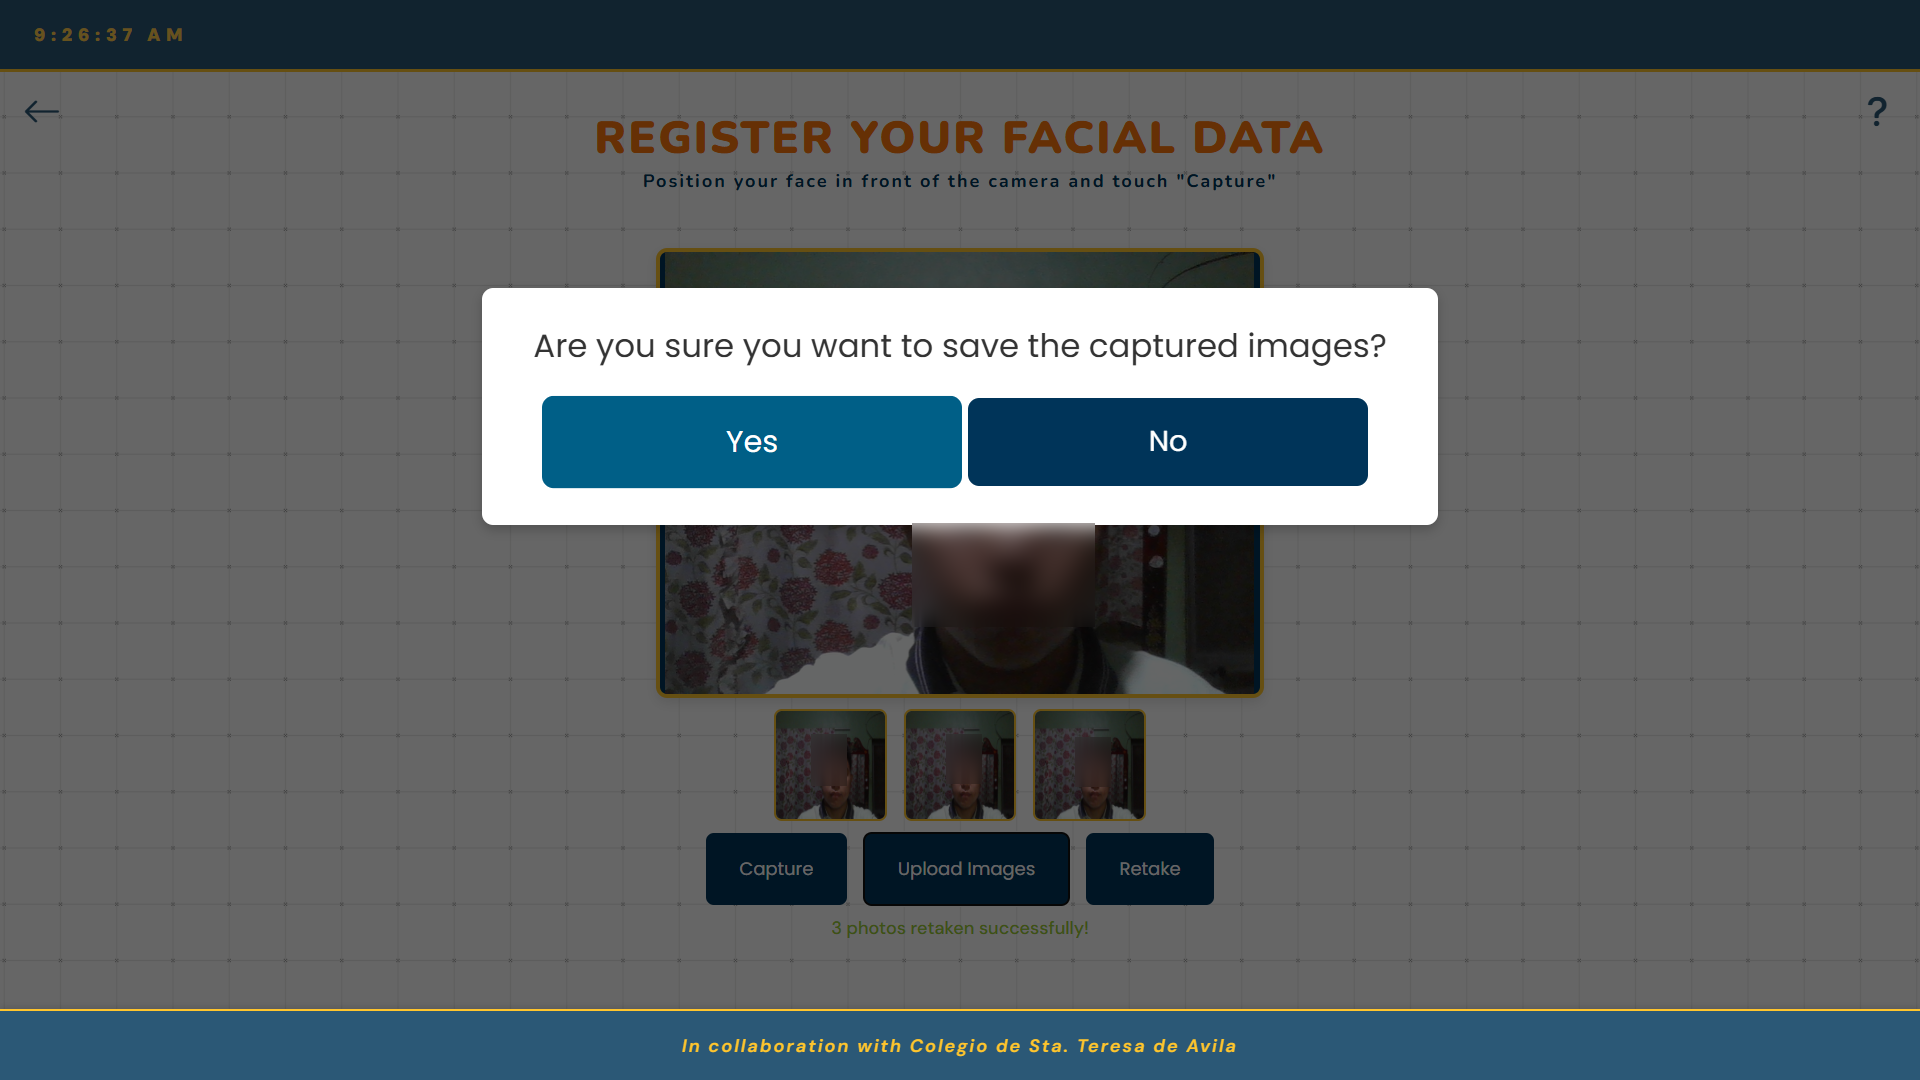 9:26:37 AM
?
REGISTER YOUR FACIAL DATA
Position your face in front of the camera and touch "Capture"
Are you sure you want to save the captured images?
Yes No
Capture Upload Images Retake
3 photos retaken successfully!
In collaboration with Colegio de Sta. Teresa de Avila